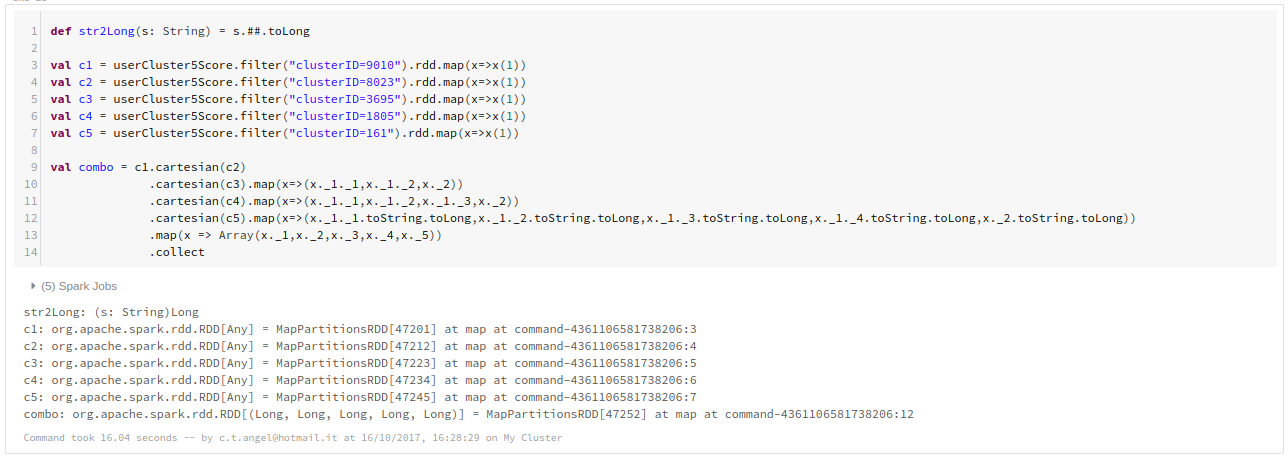 1 def str2Long(s: String) = s.##.toLong
2
3 val c1 = userCluster5Score.filter("clusterID=9010").rdd.map(x=>x(1))
4 val c2 = userCluster5Score.filter("clusterID=8023").rdd.map(x=>x(1))
5 val c3 = userCluster5Score.filter("clusterID=3695").rdd.map(x=>x(1))
6 val c4 = userCluster5Score.filter("clusterID=1805").rdd.map(x=>x(1))
7 val c5 = userCluster5Score.filter("clusterID=161").rdd.map(x=>x(1))
8
9 val combo = c1.cartesian(c2)
10 .cartesian(c3).map(x=>(x._1._1,x._1._2,x._2))
11 .cartesian(c4).map(x=>(x._1._1,x._1._2,x._1._3,x._2))
12 .cartesian(c5).map(x=>(x._1._1.toString.toLong,x._1._2.toString.toLong,x._1._3.toString.toLong,x._1._4.toString.toLong,x._2.toString.toLong))
13 .map(x => Array(x._1,x._2,x._3,x._4,x._5))
14 .collect
(5) Spark Jobs
str2Long: (s: String)Long
c1: org.apache.spark.rdd.RDD[Any] = MapPartitionsRDD[47201] at map at command-4361106581738206:3
c2: org.apache.spark.rdd.RDD[Any] = MapPartitionsRDD[47212] at map at command-4361106581738206:4
c3: org.apache.spark.rdd.RDD[Any] = MapPartitionsRDD[47223] at map at command-4361106581738206:5
c4: org.apache.spark.rdd.RDD[Any] = MapPartitionsRDD[47234] at map at command-4361106581738206:6
c5: org.apache.spark.rdd.RDD[Any] = MapPartitionsRDD[47245] at map at command-4361106581738206:7
combo: org.apache.spark.rdd.RDD[(Long, Long, Long, Long, Long)] = MapPartitionsRDD[47252] at map at command-4361106581738206:12
Command took 16.04 seconds -- by c.t.angel@hotmail.it at 16/10/2017, 16:28:29 on My Cluster